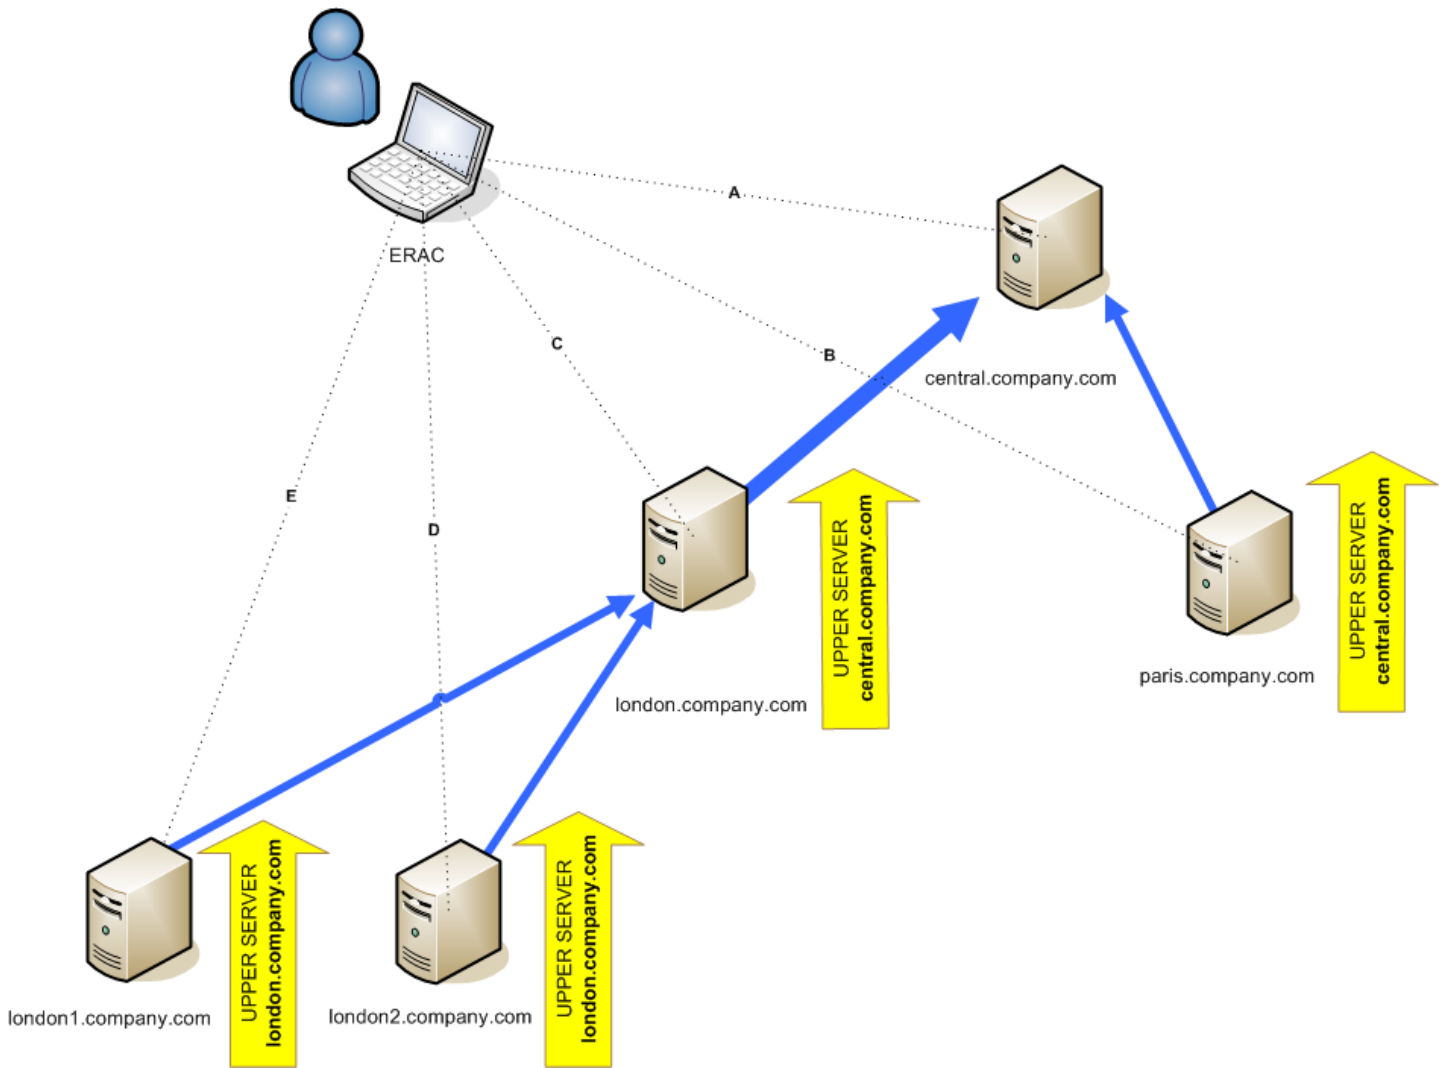 ERAC
A
B
C
D
E
central.company.com
UPPER SERVER
central.company.com
UPPER SERVER
central.company.com
london.company.com
paris.company.com
UPPER SERVER
london.company.com
UPPER SERVER
london.company.com
london1.company.com
london2.company.com